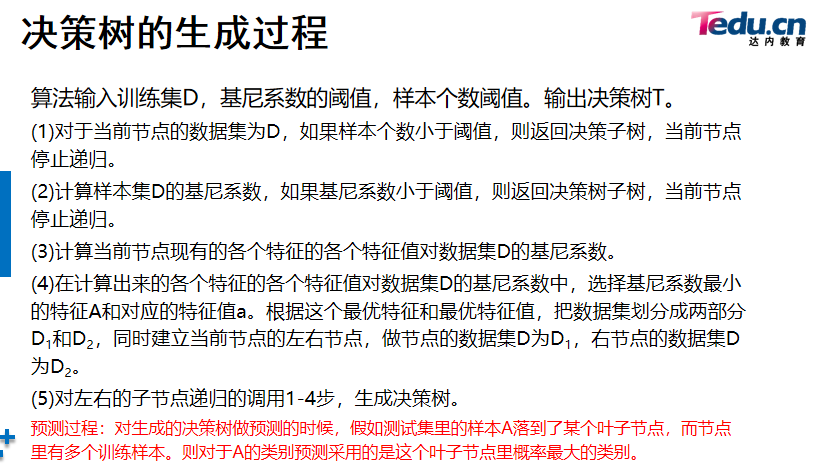 决策树的生成过程
Tedu.cn
达内教育
算法输入训练集D，基尼系数的阈值，样本个数阈值。输出决策树T。
(1)对于当前节点的数据集为D，如果样本个数小于阈值，则返回决策子树，当前节点
停止递归。
(2)计算样本集D的基尼系数，如果基尼系数小于阈值，则返回决策树子树，当前节点
停止递归。
(3)计算当前节点现有的各个特征的各个特征值对数据集D的基尼系数。
(4)在计算出来的各个特征的各个特征值对数据集D的基尼系数中，选择基尼系数最小
的特征A和对应的特征值a。根据这个最优特征和最优特征值，把数据集划分成两部分
D₁和D₂，同时建立当前节点的左右节点，做节点的数据集D为D₁，右节点的数据集D
为D₂。
(5)对左右的子节点递归的调用1-4步，生成决策树。
预测过程：对生成的决策树做预测的时候，假如测试集里的样本A落到了某个叶子节点，而节点
里有多个训练样本。则对于A的类别预测采用的是这个叶子节点里概率最大的类别。